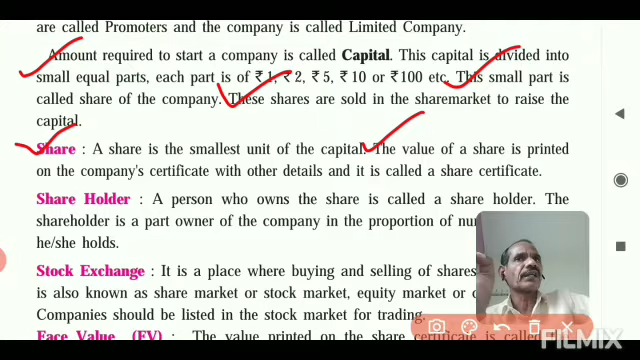 are called Promoters and the company is called Limited Company.
Amount required to start a company is called Capital. This capital is divided into
small equal parts, each part is of ₹ 1, ₹ 2, ₹ 5, ₹ 10 or ₹ 100 etc. This small part is
called share of the company. These shares are sold in the sharemarket to raise the
capital.
Share : A share is the smallest unit of the capital. The value of a share is printed
on the company's certificate with other details and it is called a share certificate.
Share Holder : A person who owns the share is called a share holder. The
shareholder is a part owner of the company in the proportion of
he/she holds.
Stock Exchange : It is a place where buying and selling of shares
is also known as share market or stock market, equity market or
Companies should be listed in the stock market for trading.
Face Value (FV) : The value printed on the share certificate is called
FILMIX